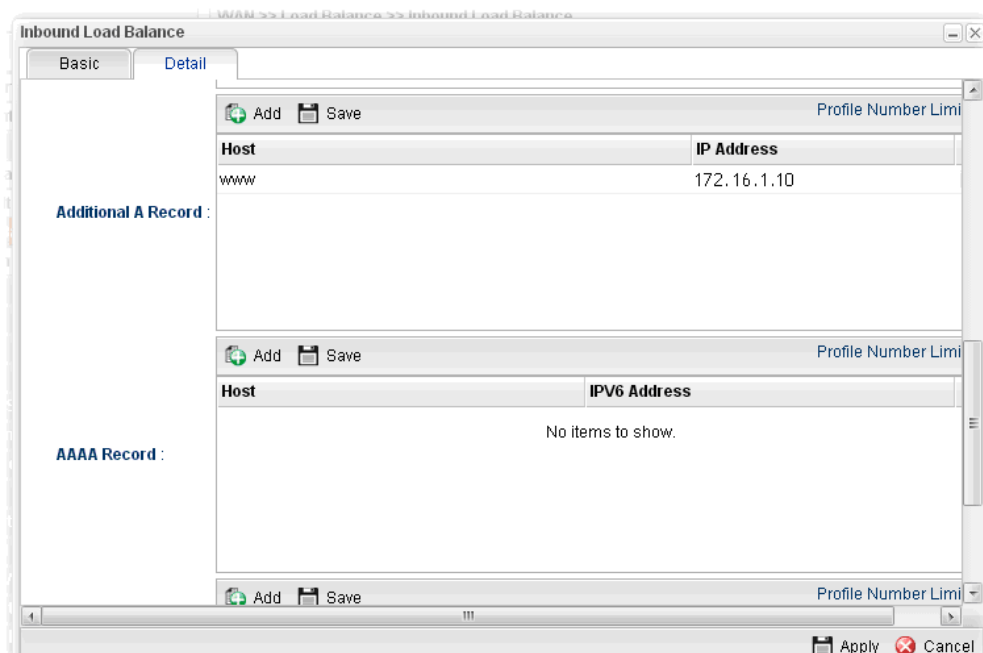 WAN >> Load Balance >> Inbound Load Balance
Inbound Load Balance
Basic Detail
Add Save Profile Number Limi
Host IP Address
www 172.16.1.10
Additional A Record :
Add Save Profile Number Limi
Host IPV6 Address
No items to show.
AAAA Record :
Add Save Profile Number Limi
Apply Cancel